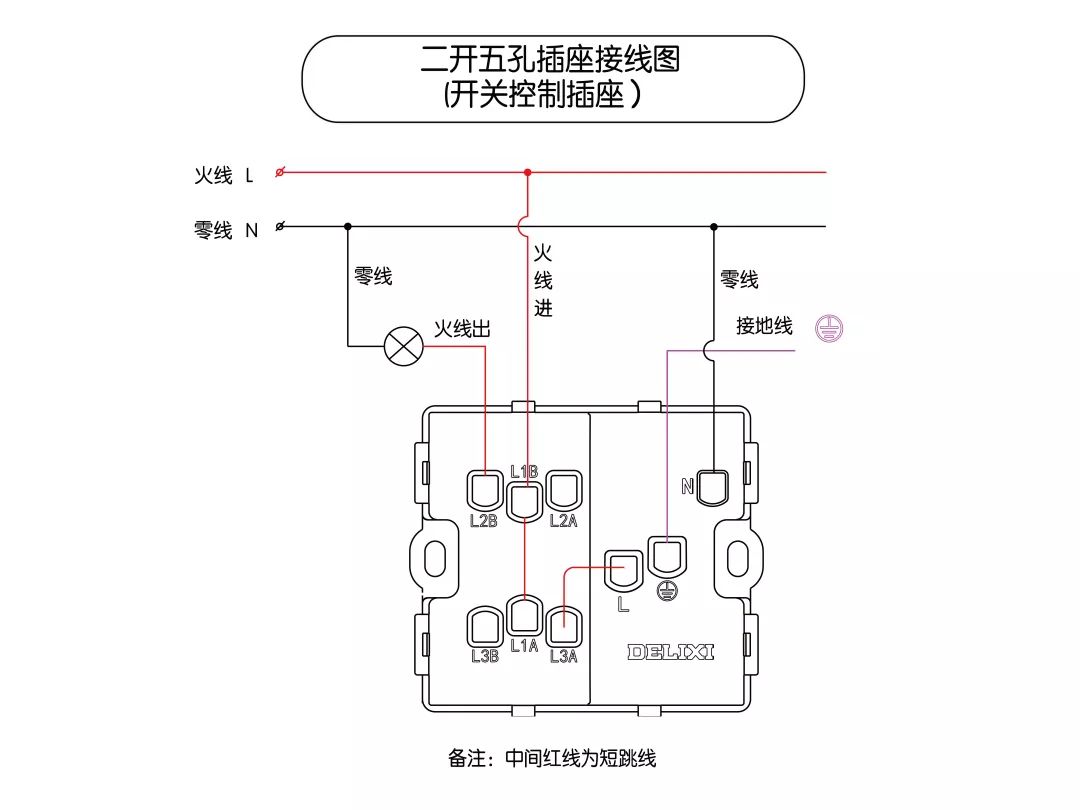 二开五孔插座接线图
(开关控制插座）
火线 L
零线 N
零线
火线进
零线
火线出
接地线
L1B
L2B
L2A
N
L
L3B
L1A
L3A
DELIXI
备注：中间红线为短跳线